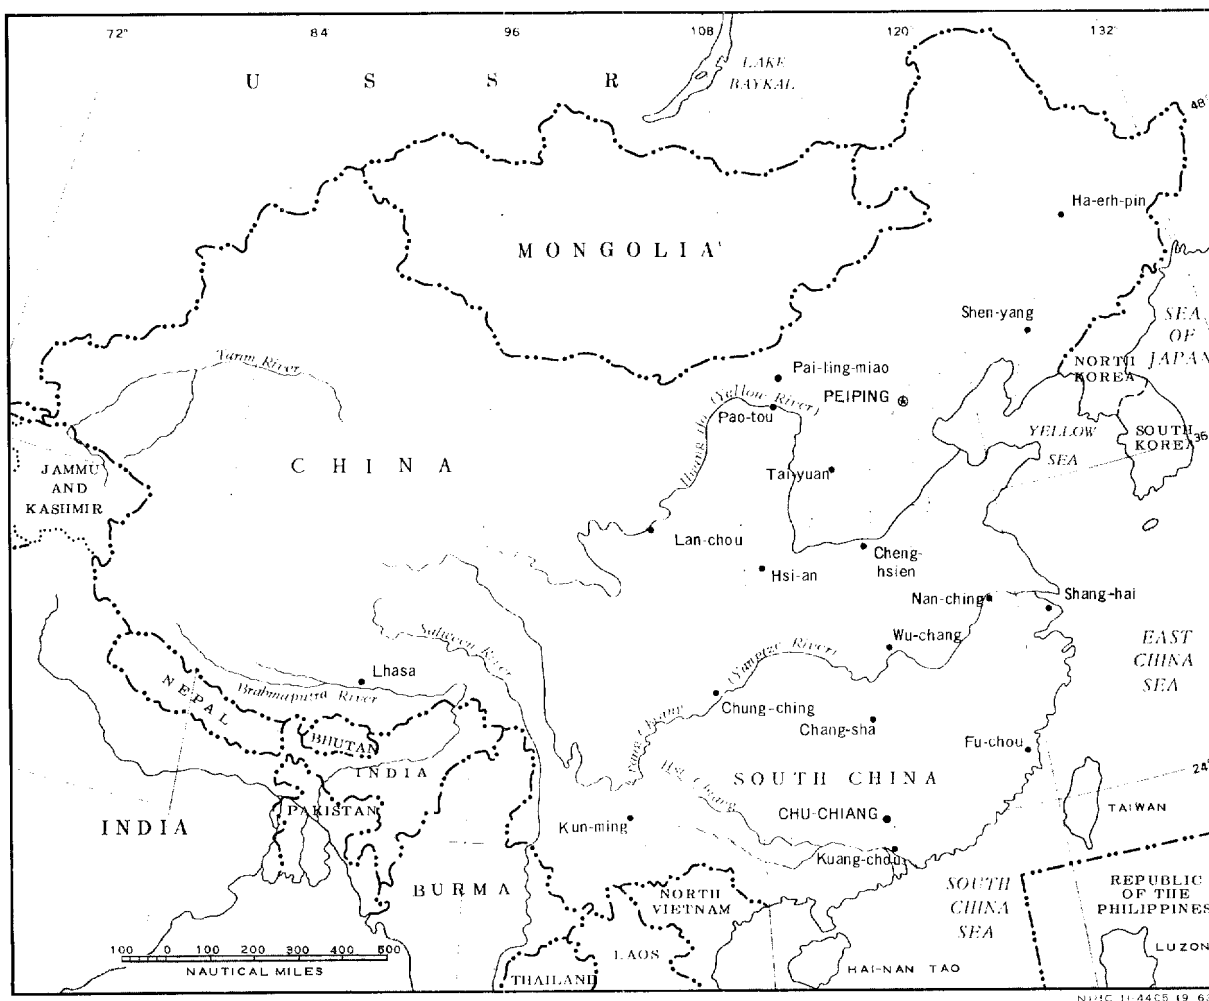 72°
84
96
108
120
132
48°
U S S R
LAKE
BAYKAL
Ha-erh-pin
MONGOLIA
Shen-yang
SEA
OF
JAPAN
Tarim River
Pai-ling-miao
NORTH
KOREA
PEIPING
Huang Ho (Yellow River)
Pao-tou
YELLOW
SEA
SOUTH
KOREA
36
CHINA
Tai-yuan
JAMMU
AND
KASHMIR
Lan-chou
Cheng-
hsien
Hsi-an
Nan-ching
Shang-hai
Wu-chang
EAST
CHINA
SEA
Salween River
(Yangtze River)
Lhasa
NEPAL
Brahmaputra River
Chung-ching
Chang-sha
BHUTAN
Fu-chou
INDIA
Hsi Chiang
SOUTH CHINA
24°
PAKISTAN
TAIWAN
INDIA
Kun-ming
CHU-CHIANG
Kuang-chou
BURMA
NORTH
VIETNAM
SOUTH
CHINA
SEA
REPUBLIC
OF THE
PHILIPPINES
100 0 100 200 300 400 500
NAUTICAL MILES
LAOS
LUZON
THAILAND
HAI-NAN TAO